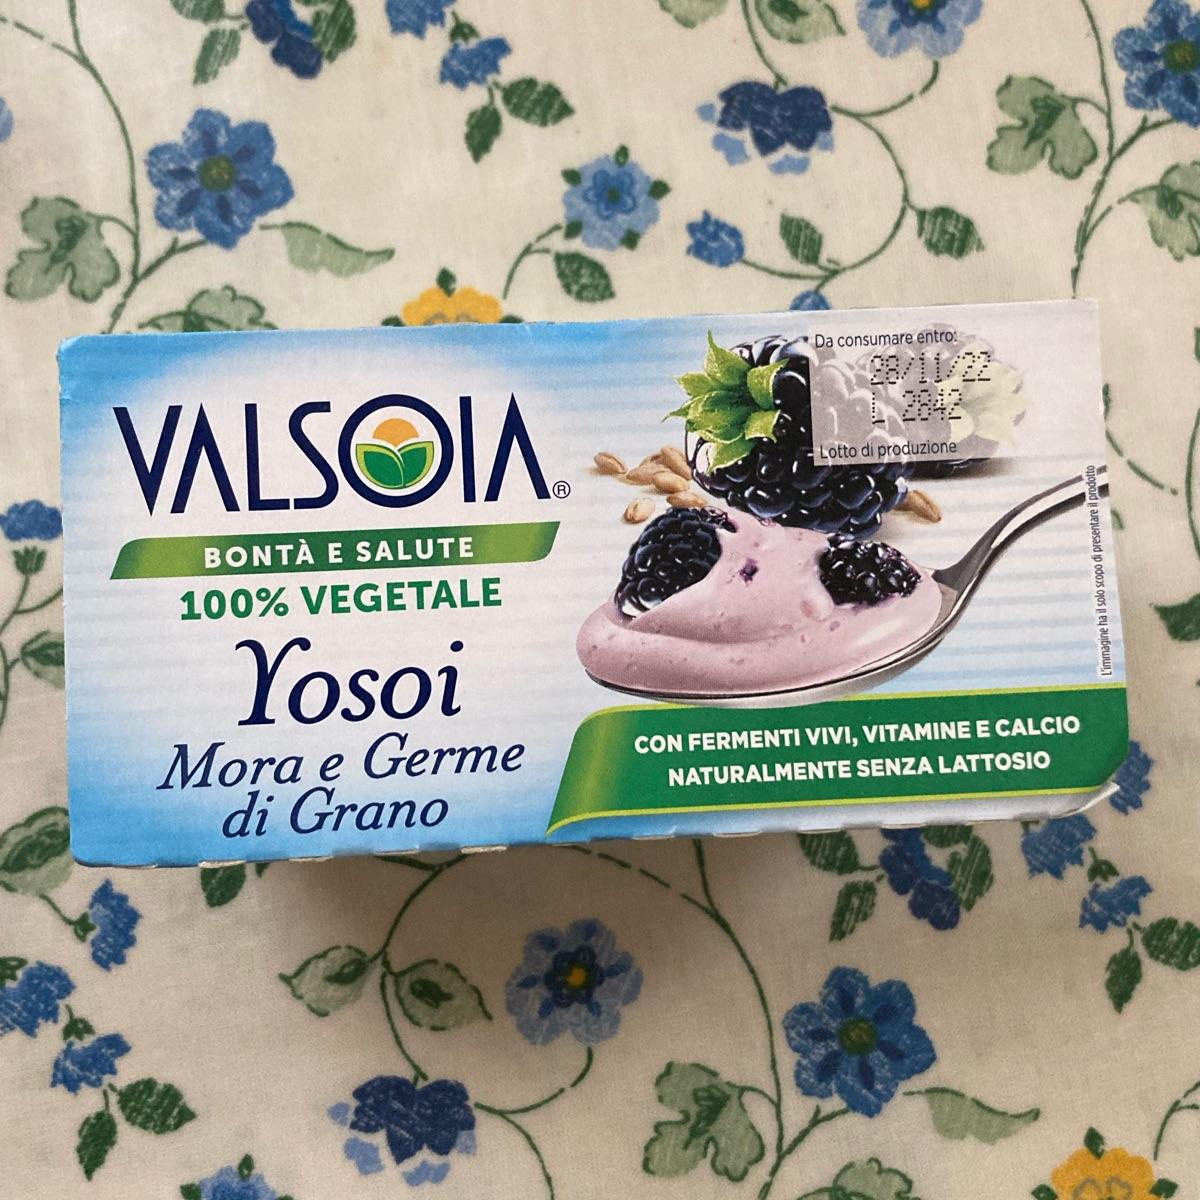 VALSOIA®
BONTÀ E SALUTE
100% VEGETALE
Yosoi
Mora e Germe
di Grano
Da consumare entro:
28/11/22
L 2842
Lotto di produzione
L'immagine ha il solo scopo di presentare il prodotto
CON FERMENTI VIVI, VITAMINE E CALCIO
NATURALMENTE SENZA LATTOSIO